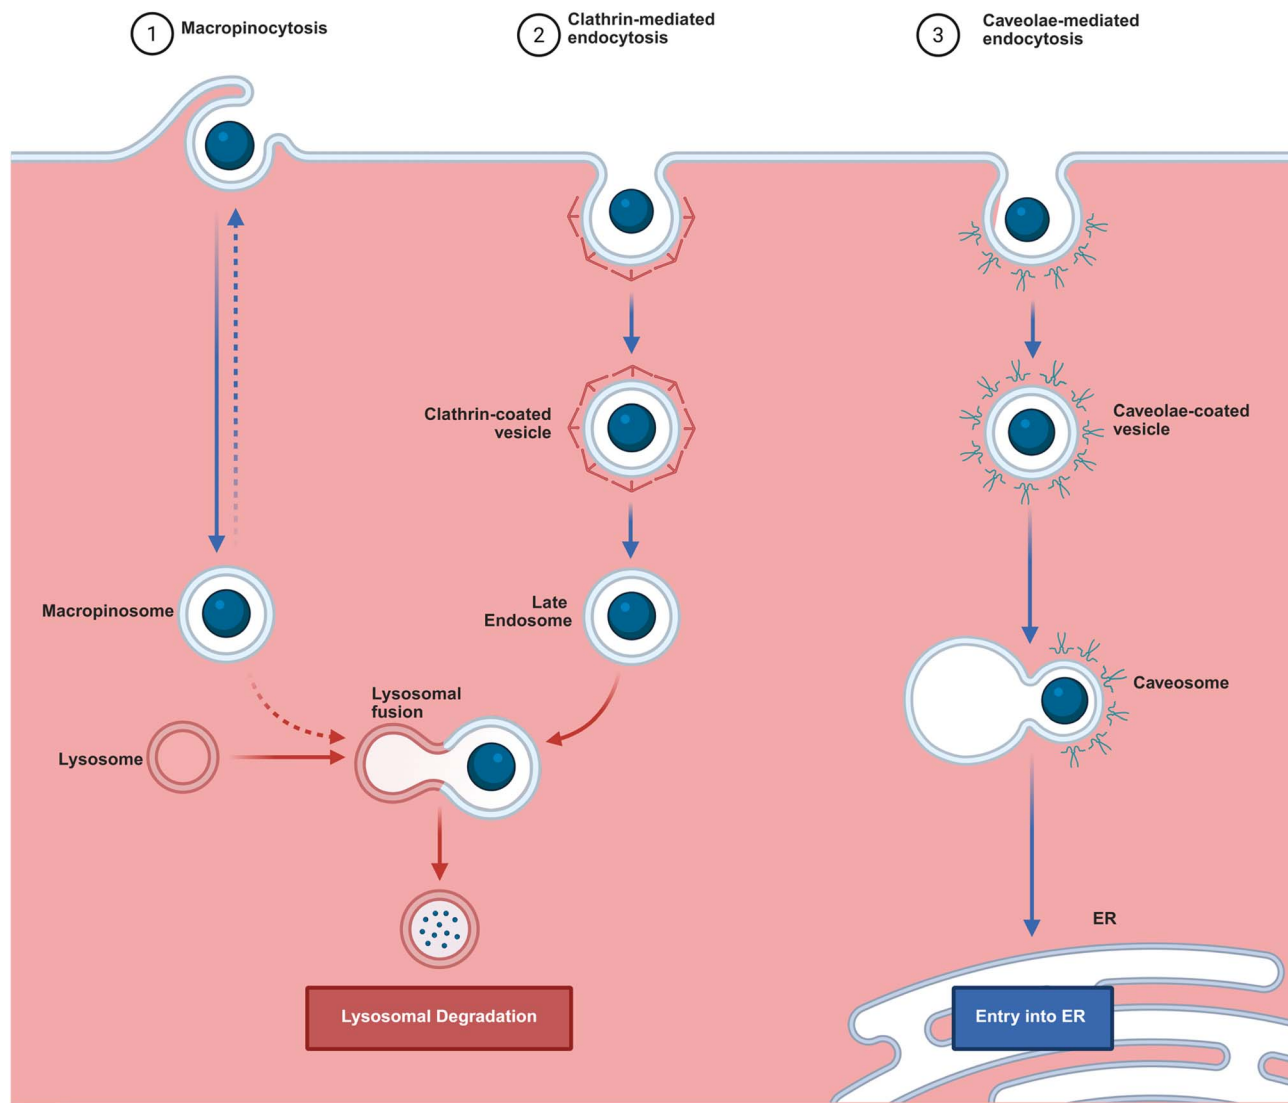 1 Macropinocytosis
2 Clathrin-mediated
endocytosis
3 Caveolae-mediated
endocytosis
Clathrin-coated
vesicle
Caveolae-coated
vesicle
Macropinosome
Late
Endosome
Lysosomal
fusion
Caveosome
Lysosome
ER
Lysosomal Degradation
Entry into ER